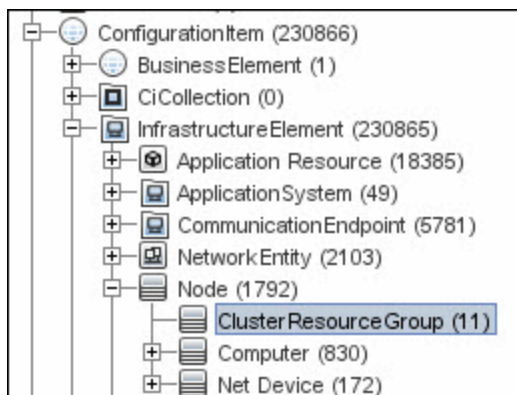 ConfigurationItem (230866)
BusinessElement (1)
CiCollection (0)
InfrastructureElement (230865)
Application Resource (18385)
ApplicationSystem (49)
CommunicationEndpoint (5781)
NetworkEntity (2103)
Node (1792)
ClusterResourceGroup (11)
Computer (830)
Net Device (172)